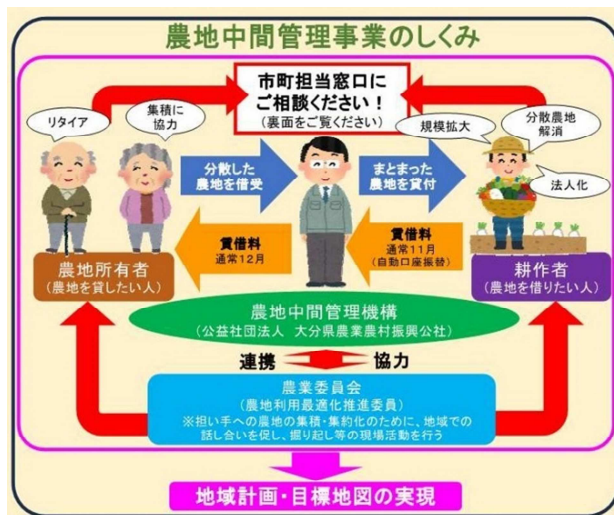 農地中間管理事業のしくみ
市町担当窓口に
ご相談ください！
（裏面をご覧ください）
リタイア
集積に
協力
規模拡大
分散農地
解消
法人化
分散した
農地を借受
まとまった
農地を貸付
賃借料
通常12月
賃借料
通常11月
（自動口座振替）
農地所有者
（農地を貸したい人）
耕作者
（農地を借りたい人）
農地中間管理機構
（公益社団法人　大分県農業農村振興公社）
連携
協力
農業委員会
（農地利用最適化推進委員）
※担い手への農地の集積・集約化のために、地域での
話し合いを促し、掘り起し等の現場活動を行う
地域計画・目標地図の実現